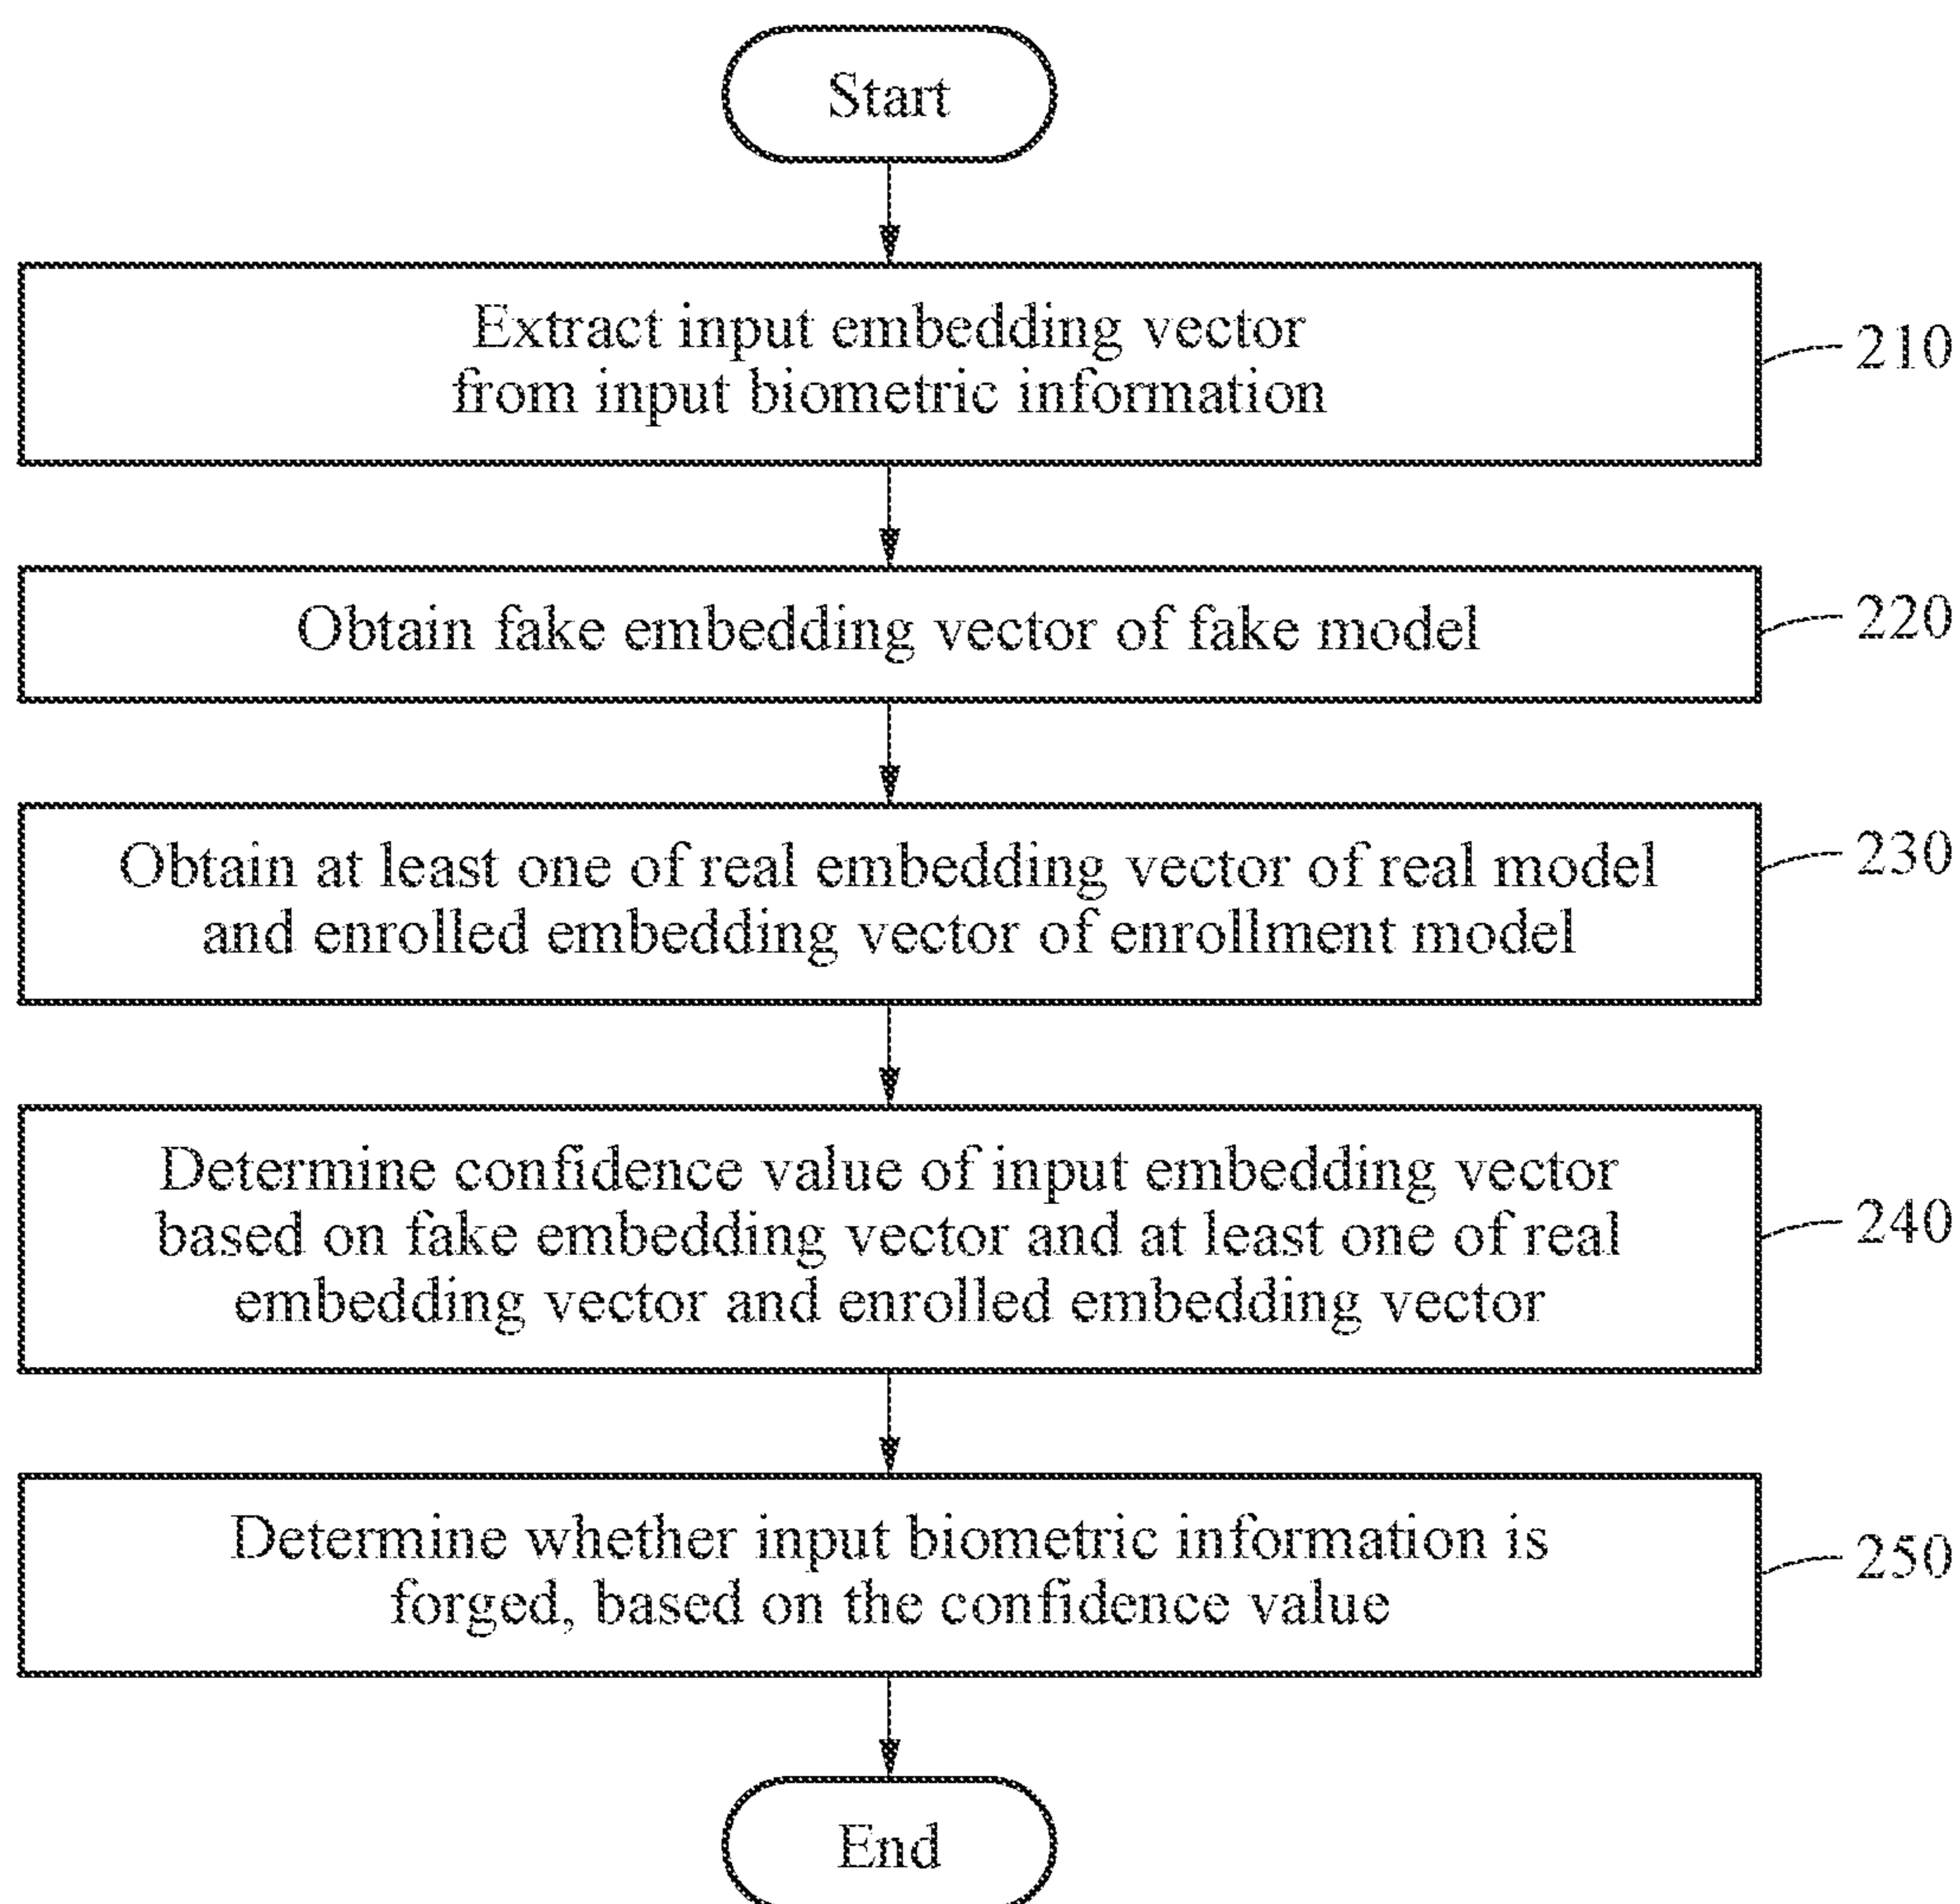 Start
Extract input embedding vector
from input biometric information
210
Obtain fake embedding vector of fake model
220
Obtain at least one of real embedding vector of real model
and enrolled embedding vector of enrollment model
230
Determine confidence value of input embedding vector
based on fake embedding vector and at least one of real
embedding vector and enrolled embedding vector
240
Determine whether input biometric information is
forged, based on the confidence value
250
End